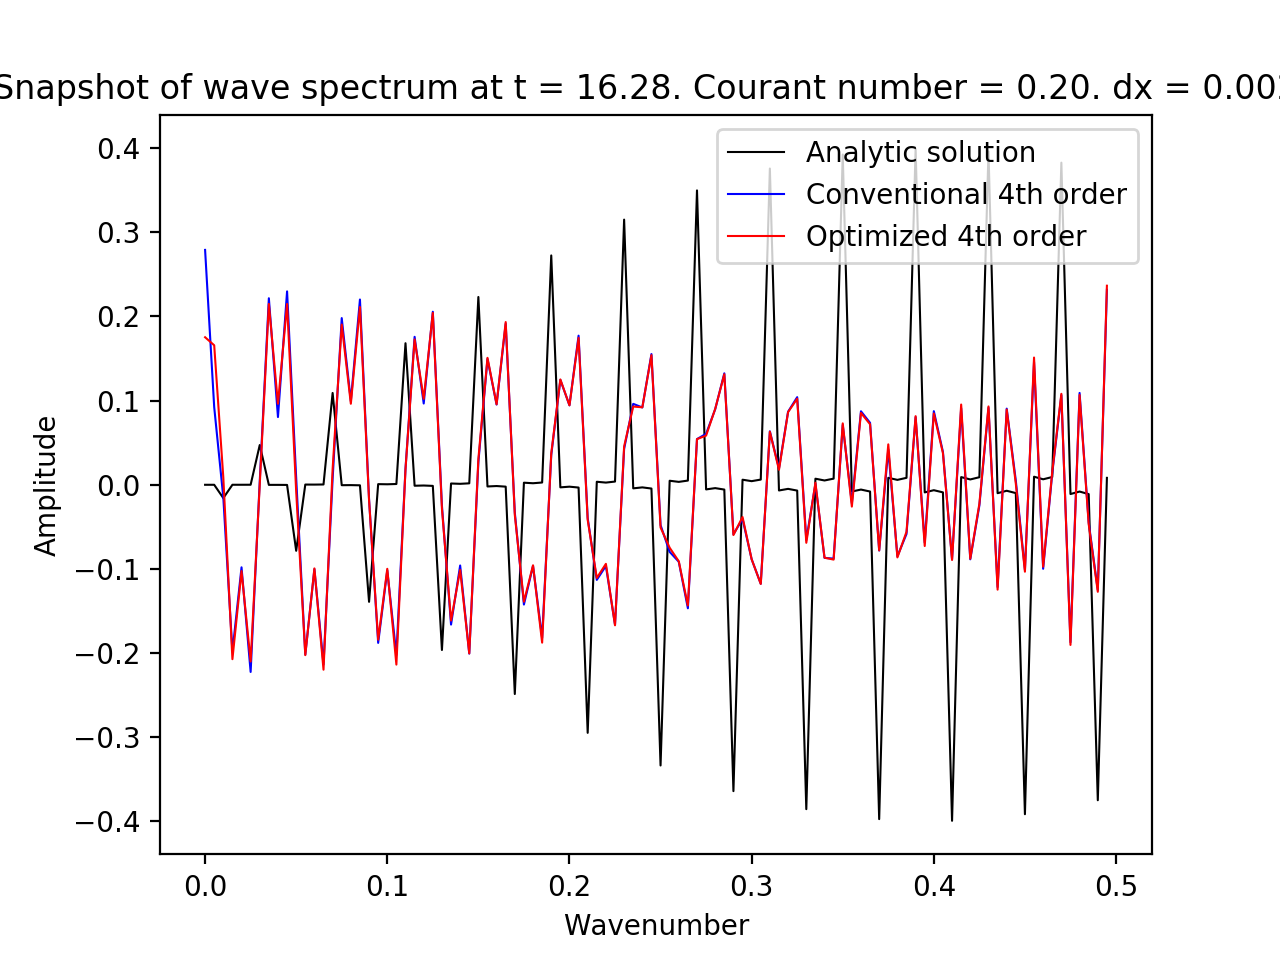 Snapshot of wave spectrum at t = 16.28. Courant number = 0.20. dx = 0.00
0.4
0.3
0.2
0.1
0.0
−0.1
−0.2
−0.3
−0.4
Amplitude
Analytic solution
Conventional 4th order
Optimized 4th order
0.0 0.1 0.2 0.3 0.4 0.5
Wavenumber